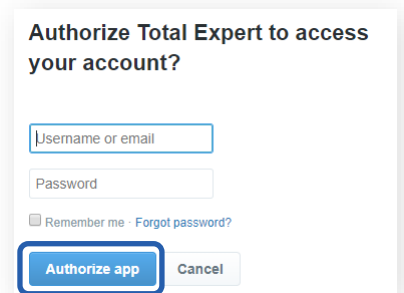 Authorize Total Expert to access
your account?
Username or email
Password
Remember me · Forgot password?
Authorize app Cancel